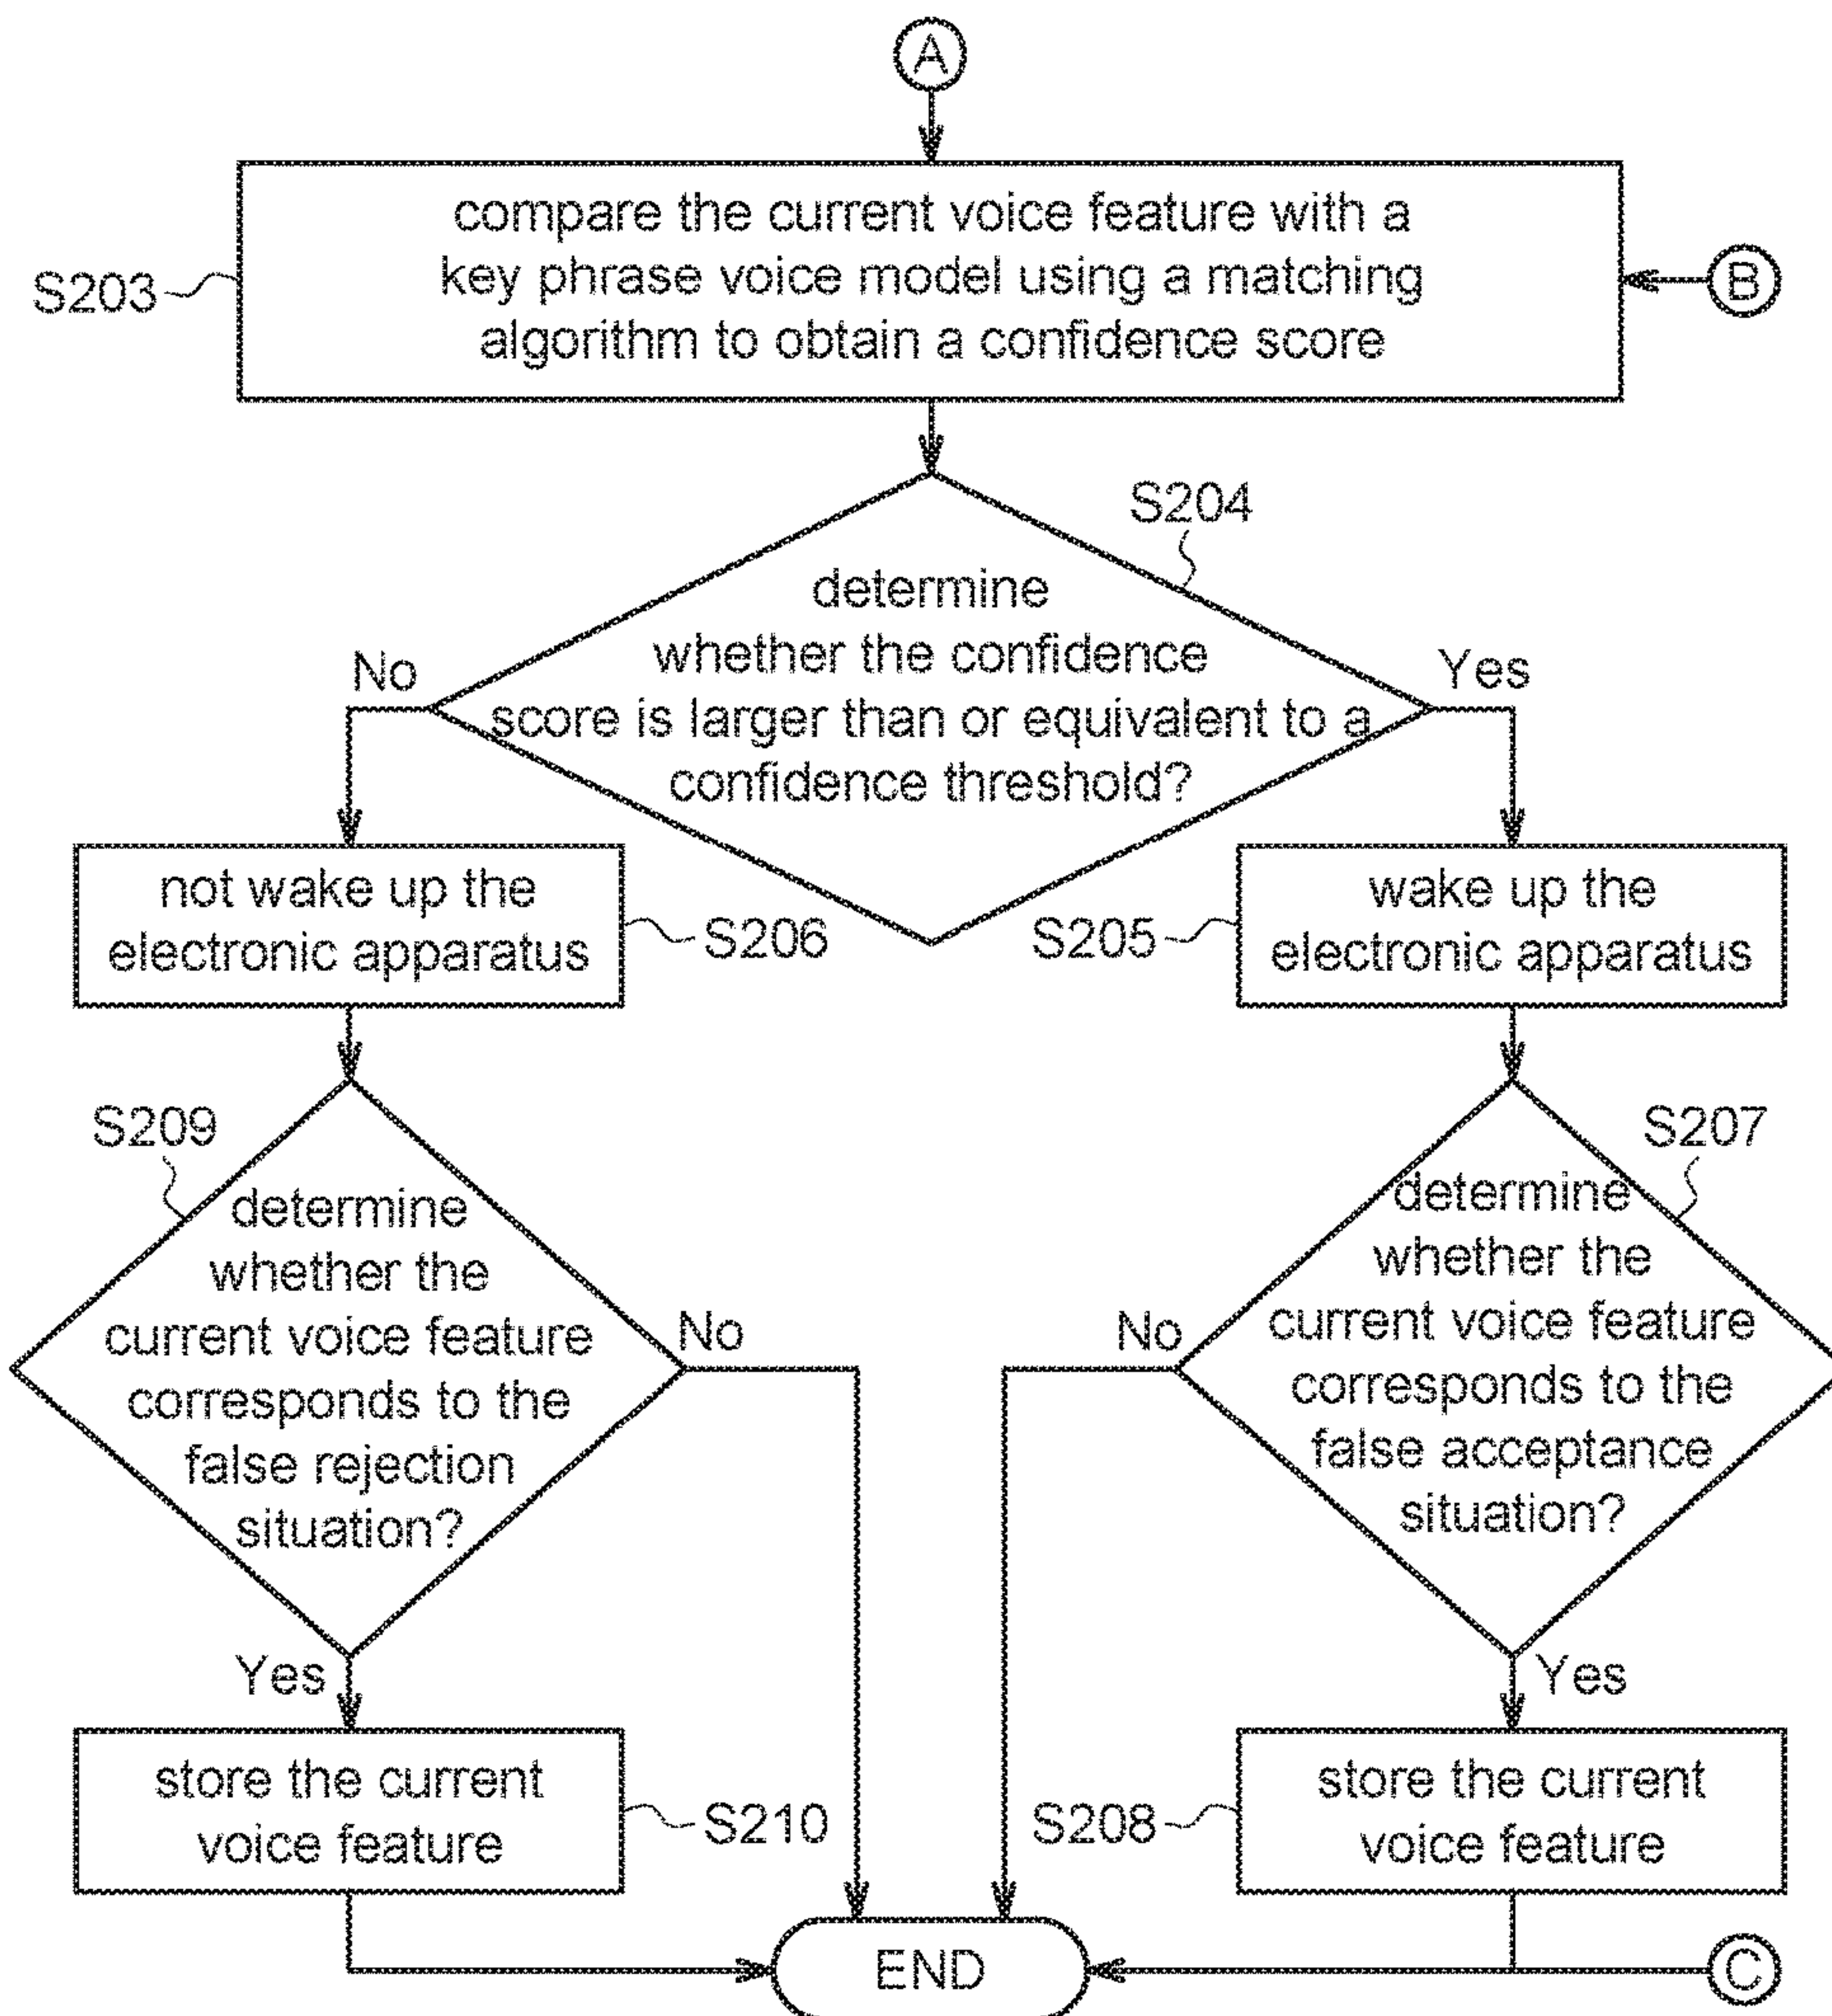 A
compare the current voice feature with a
key phrase voice model using a matching
algorithm to obtain a confidence score
S203
B
S204
determine
whether the confidence
score is larger than or equivalent to a
confidence threshold?
No
Yes
not wake up the
electronic apparatus
S206
S205
wake up the
electronic apparatus
S209
determine
whether the
current voice feature
corresponds to the
false rejection
situation?
No
Yes
S207
determine
whether the
current voice feature
corresponds to the
false acceptance
situation?
No
Yes
store the current
voice feature
S210
S208
store the current
voice feature
END
C